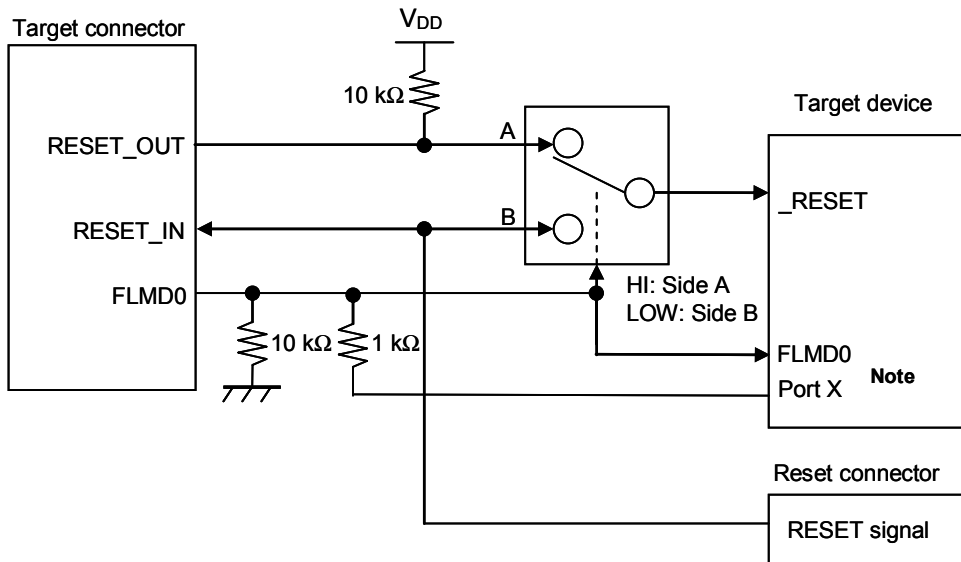 Target connector
V_DD
10 kΩ
Target device
RESET_OUT
A
_RESET
RESET_IN
B
HI: Side A
LOW: Side B
FLMD0
10 kΩ
1 kΩ
FLMD0
Port X
Note
Reset connector
RESET signal